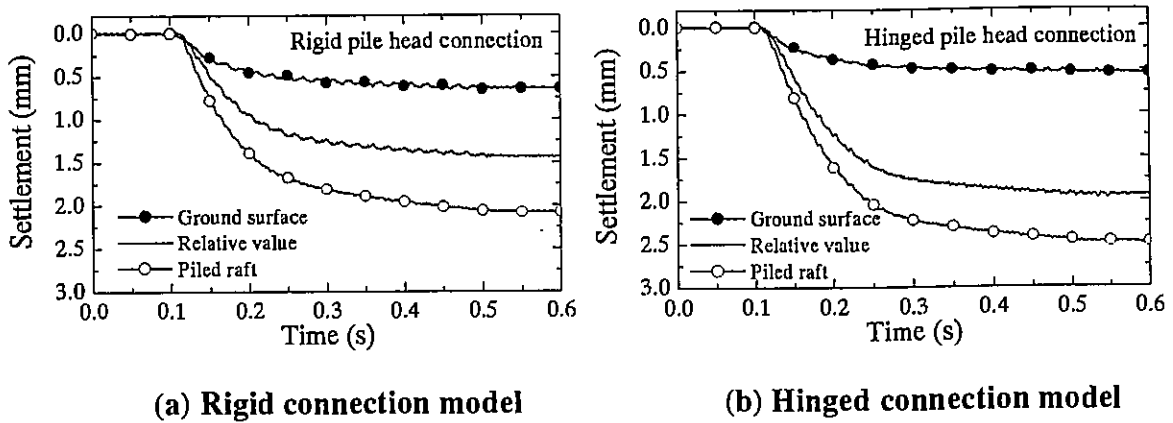 Rigid pile head connection
Settlement (mm)
0.0
0.5
1.0
1.5
2.0
2.5
3.0
Ground surface
Relative value
Piled raft
0.0 0.1 0.2 0.3 0.4 0.5 0.6
Time (s)
(a) Rigid connection model
Hinged pile head connection
Settlement (mm)
0.0
0.5
1.0
1.5
2.0
2.5
3.0
Ground surface
Relative value
Piled raft
0.0 0.1 0.2 0.3 0.4 0.5 0.6
Time (s)
(b) Hinged connection model